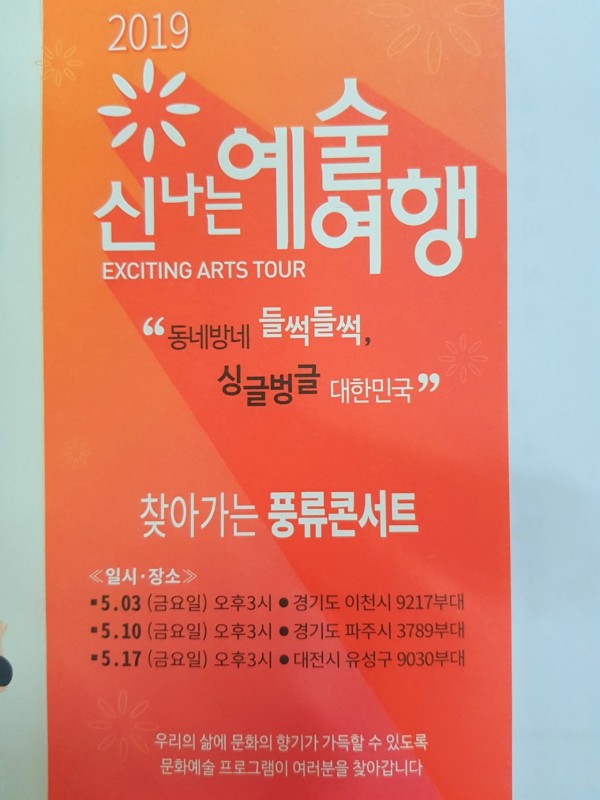 2019
신나는 예술여행
EXCITING ARTS TOUR
“동네방네 들썩들썩,
싱글벙글 대한민국”
찾아가는 풍류콘서트
≪일시·장소≫
▪5.03 (금요일) 오후3시 ● 경기도 이천시 9217부대
▪5.10 (금요일) 오후3시 ● 경기도 파주시 3789부대
▪5.17 (금요일) 오후3시 ● 대전시 유성구 9030부대
우리의 삶에 문화의 향기가 가득할 수 있도록
문화예술 프로그램이 여러분을 찾아갑니다